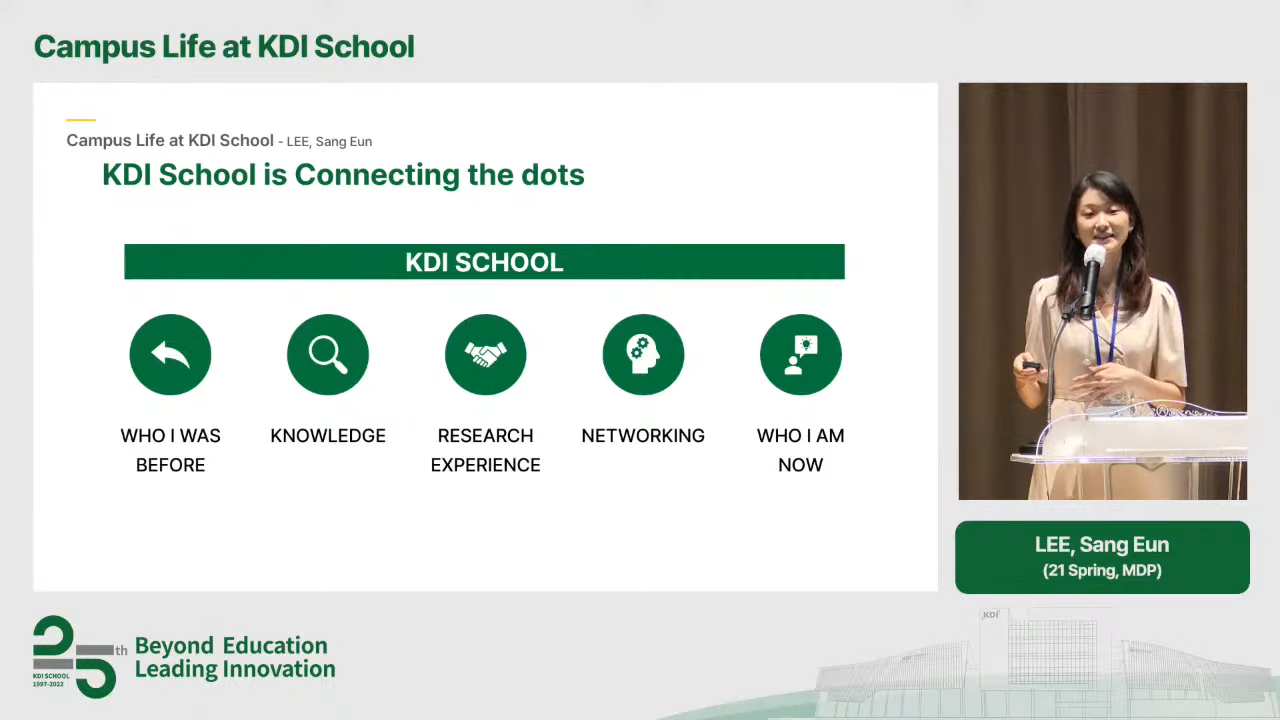 Campus Life at KDI School
Campus Life at KDI School - LEE, Sang Eun
KDI School is Connecting the dots
KDI SCHOOL
WHO I WAS
BEFORE
KNOWLEDGE
RESEARCH
EXPERIENCE
NETWORKING
WHO I AM
NOW
LEE, Sang Eun
(21 Spring, MDP)
25th
KDI SCHOOL
1997-2022
Beyond Education
Leading Innovation
KDI
KDI